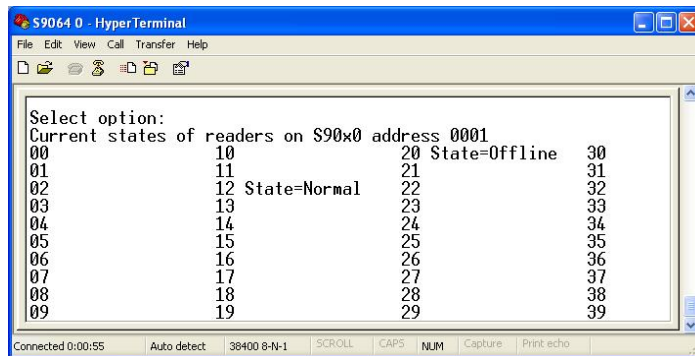 S9064 0 - HyperTerminal
File Edit View Call Transfer Help
Select option:
Current states of readers on S90x0 address 0001
00 10 20 State=Offline 30
01 11 21 31
02 12 State=Normal 22 32
03 13 23 33
04 14 24 34
05 15 25 35
06 16 26 36
07 17 27 37
08 18 28 38
09 19 29 39
Connected 0:00:55 Auto detect 38400 8-N-1 SCROLL CAPS NUM Capture Print echo